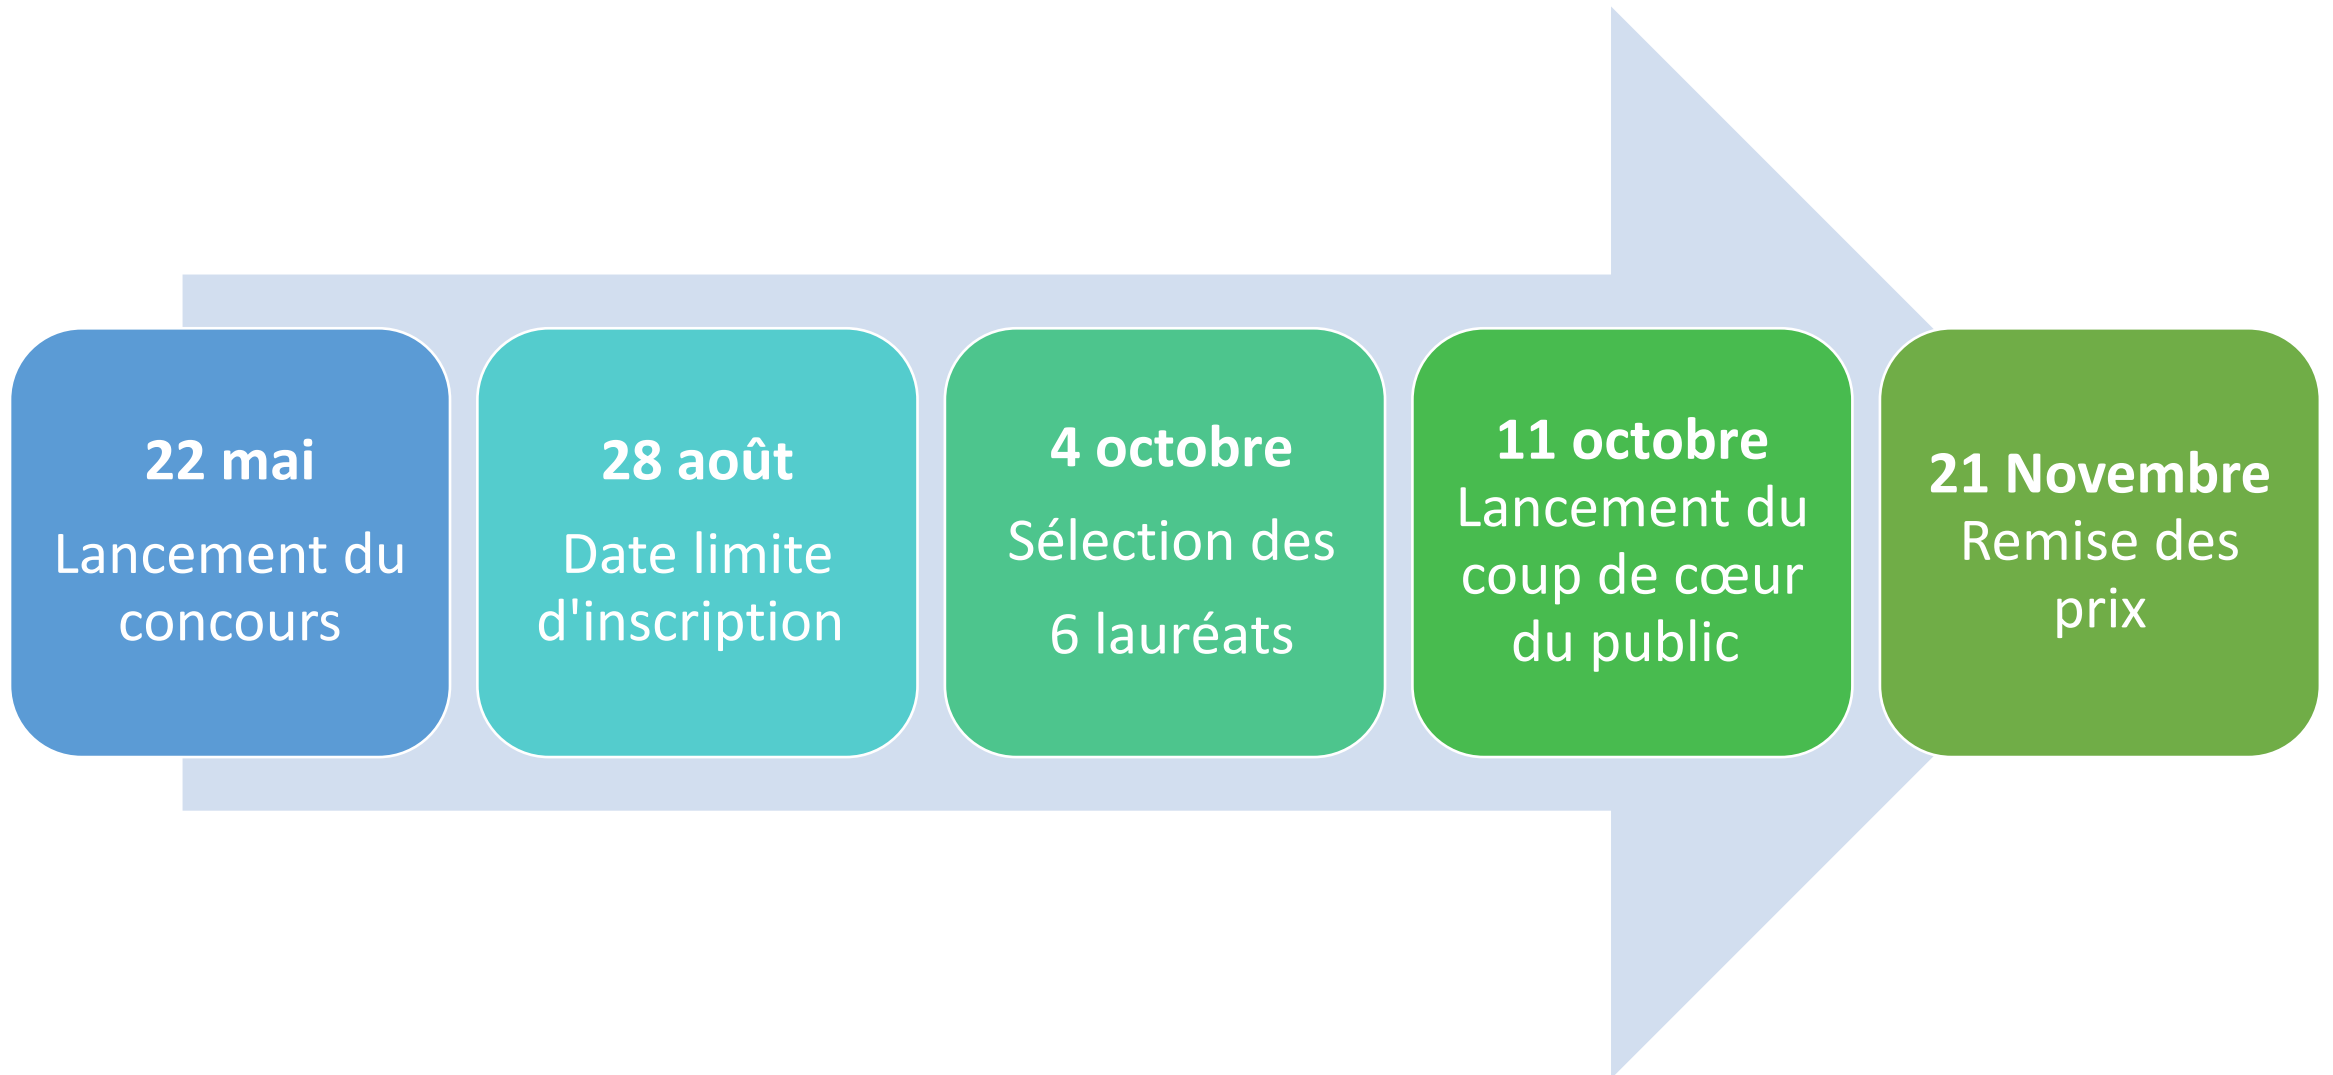 22 mai
Lancement du
concours
28 août
Date limite
d'inscription
4 octobre
Sélection des
6 lauréats
11 octobre
Lancement du
coup de cœur
du public
21 Novembre
Remise des
prix